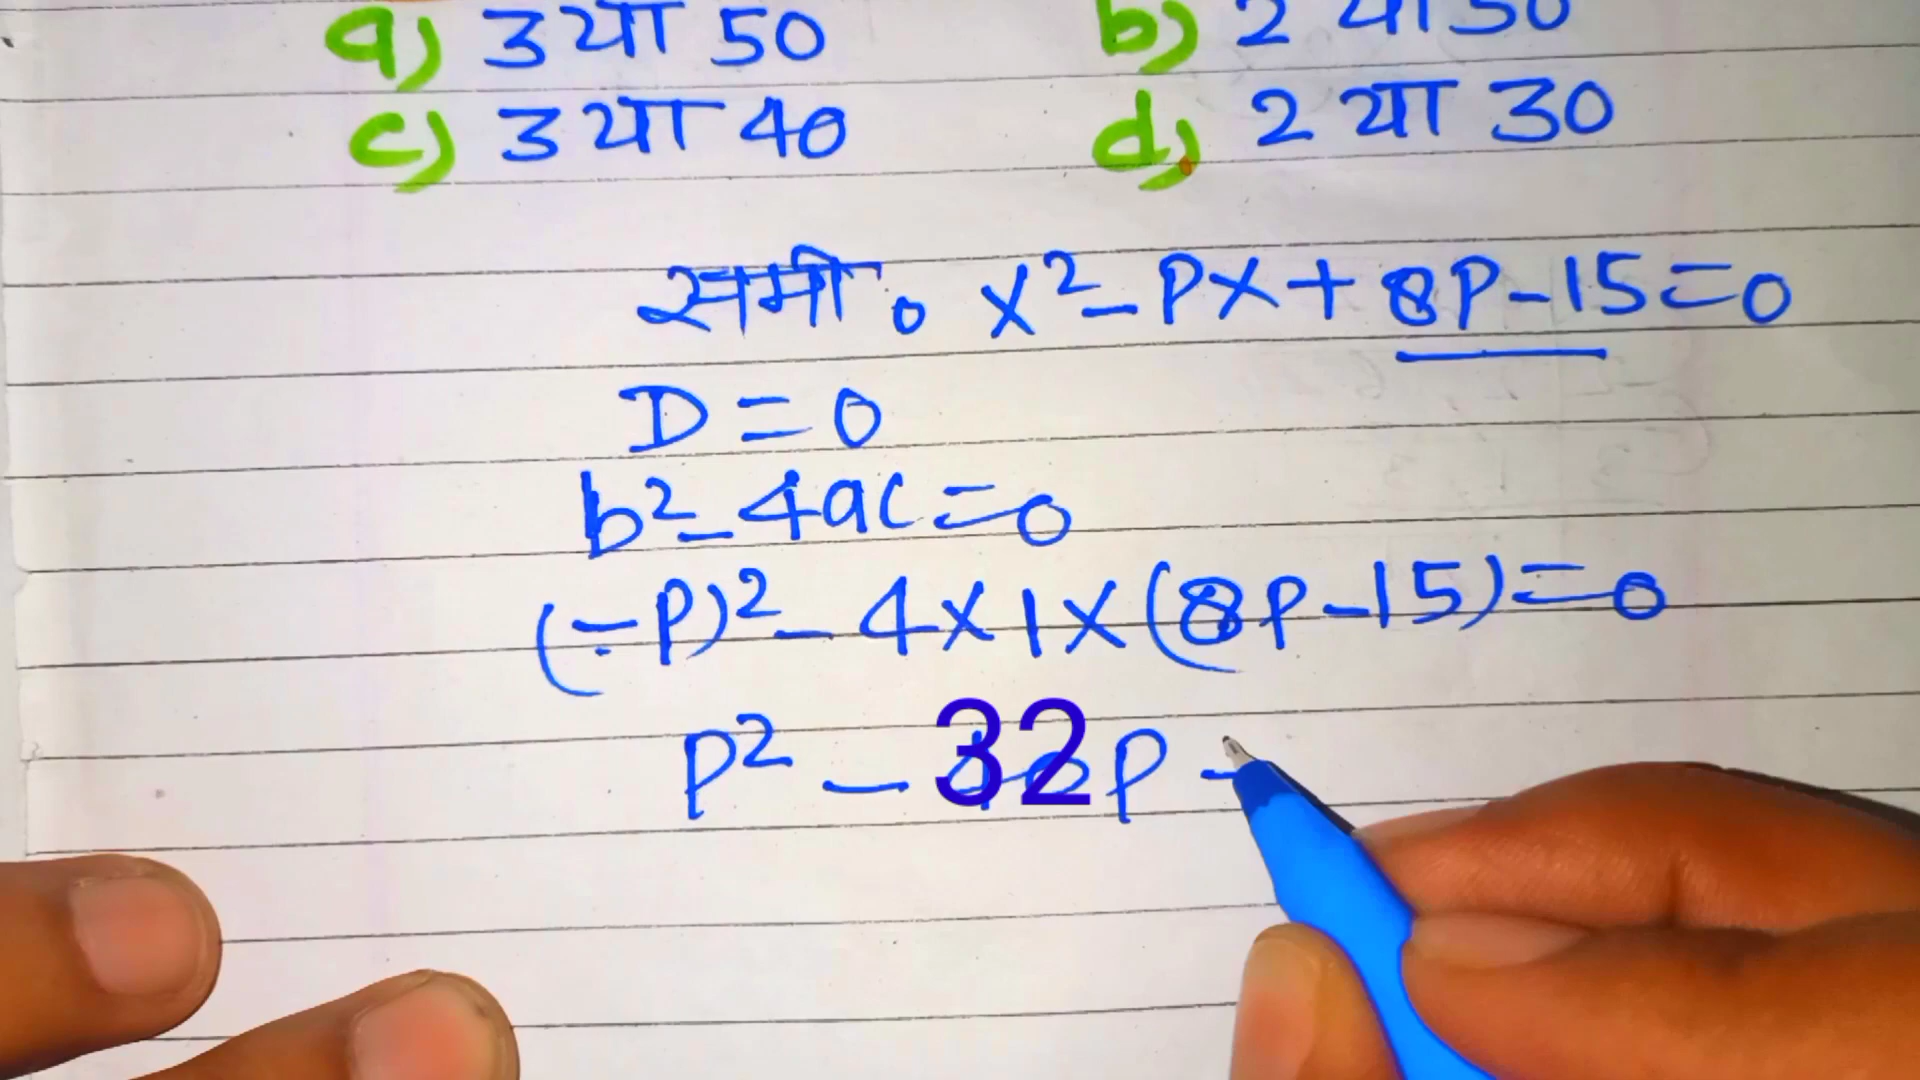 a) 3 या 50 b) 2 या 50
c) 3 या 40 d) 2 या 30
समी. x²-Px+8P-15=0
D=0
b²-4ac=0
(-P)²-4×1×(8P-15)=0
P²-32P